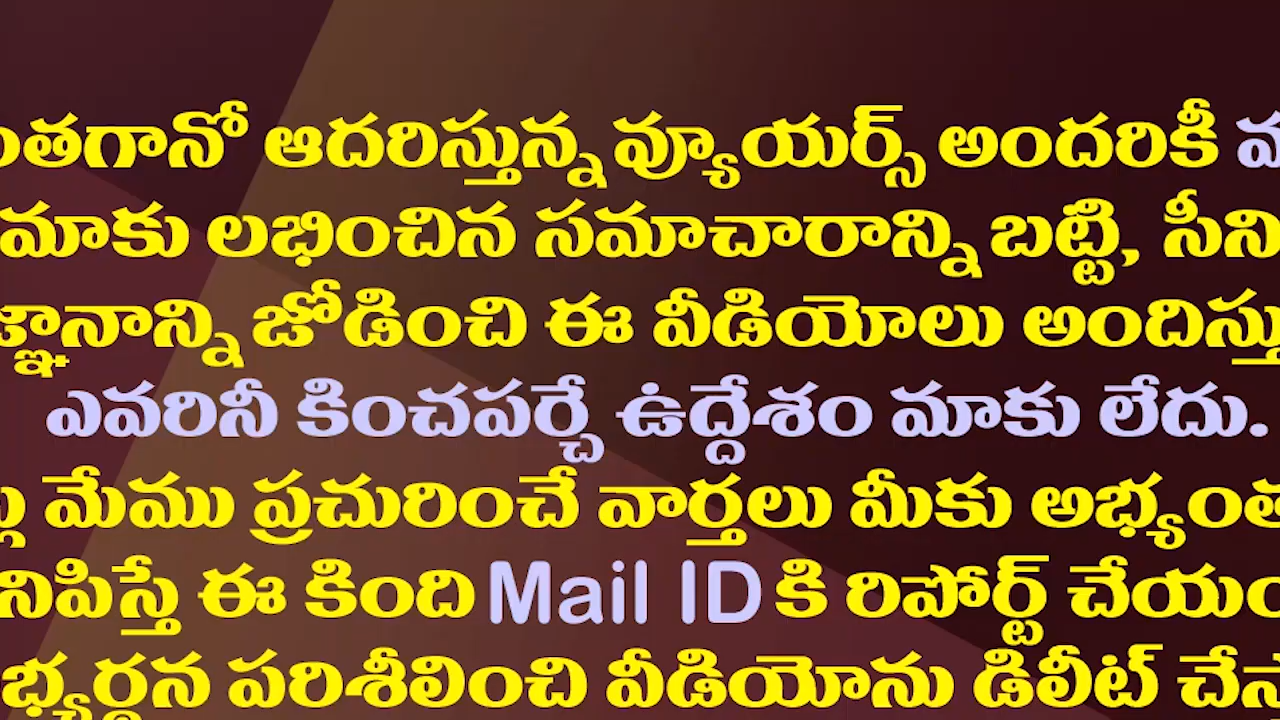 ఆదరిస్తున్న వ్యూయర్స్ అందరికీ
మాకు లభించిన సమాచారాన్ని బట్టి,
జ్ఞానాన్ని జోడించి ఈ వీడియోలు
ఎవరినీ కించపర్చే ఉద్దేశం మాకు లేదు.
మేము ప్రచురించే వార్తలు మీకు
ఈ కింది Mail ID కి రిపోర్ట్
పరిశీలించి వీడియోను డిలీట్